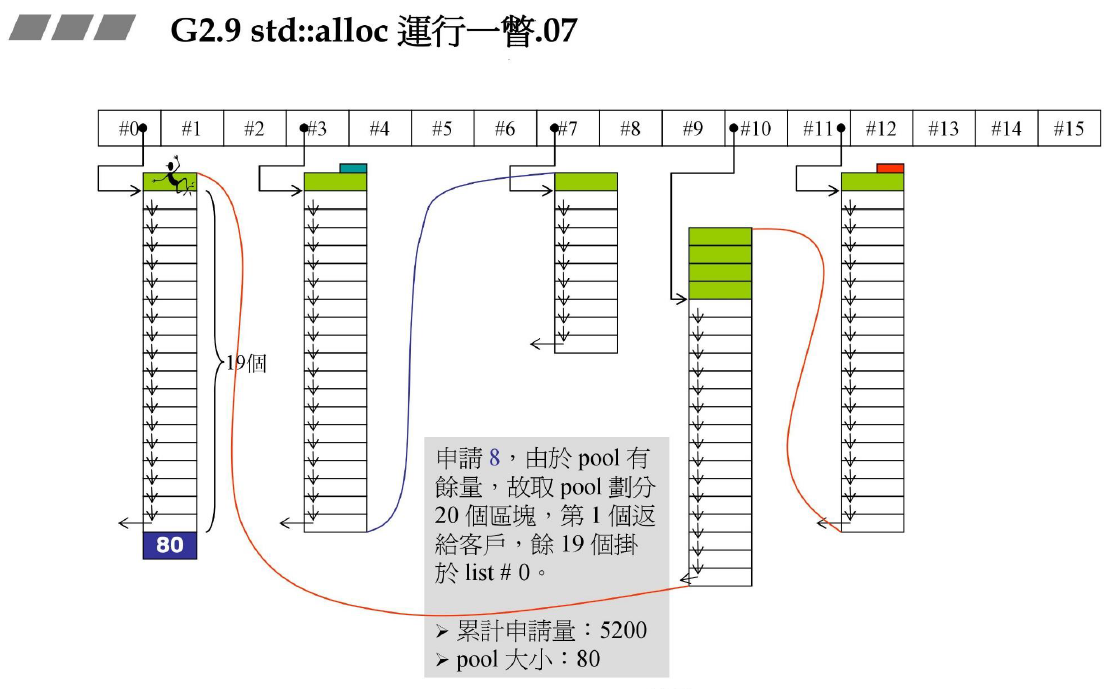 G2.9 std::alloc 運行一瞥.07
#0 #1 #2 #3 #4 #5 #6 #7 #8 #9 #10 #11 #12 #13 #14 #15
19個
80
申請 8，由於 pool 有
餘量，故取 pool 劃分
20 個區塊，第 1 個返
給客戶，餘 19 個掛
於 list # 0。
➢ 累計申請量：5200
➢ pool 大小：80